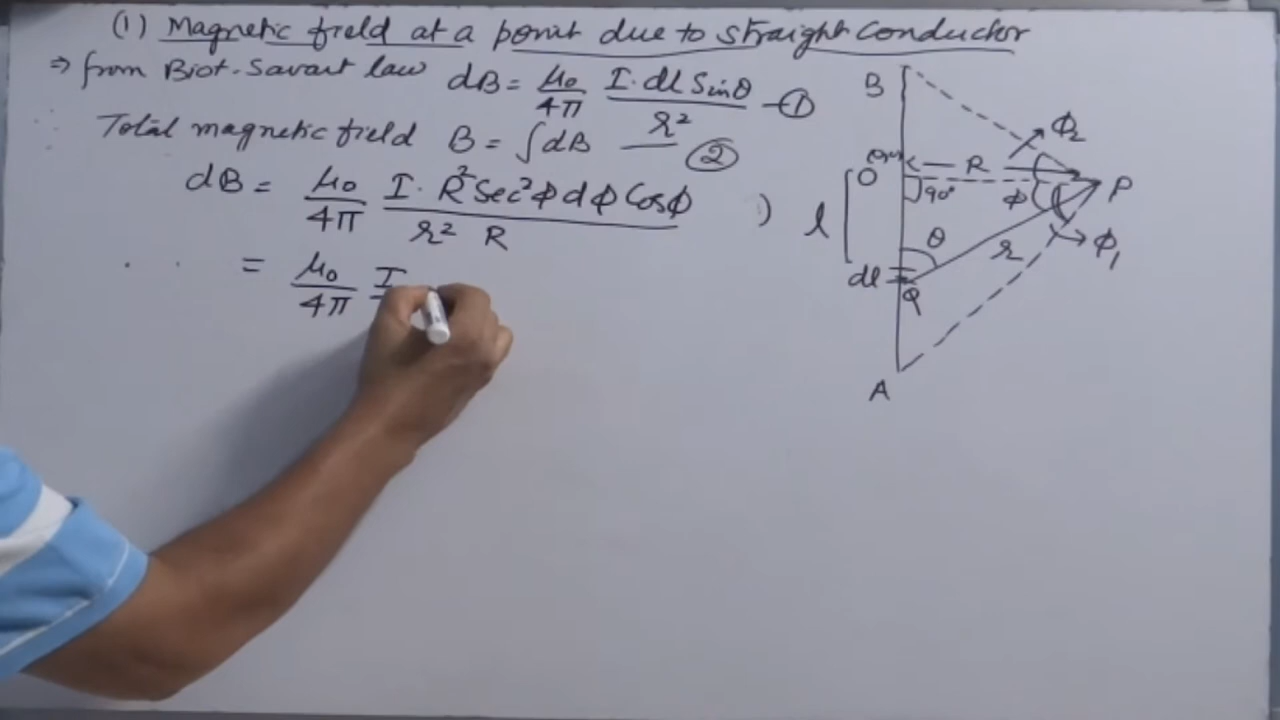 (1) Magnetic field at a point due to straight conductor
⇒ from Biot-Savart law dB = μ₀/4π I·dl Sinθ/r² —①
Total magnetic field B = ∫dB —②
dB = μ₀/4π I·R²Sec²ϕ dϕ Cosϕ/r² R
= μ₀/4π I
B
ϕ₂
R
O
90°
ϕ
P
l
θ
r
ϕ₁
dl
Q
A